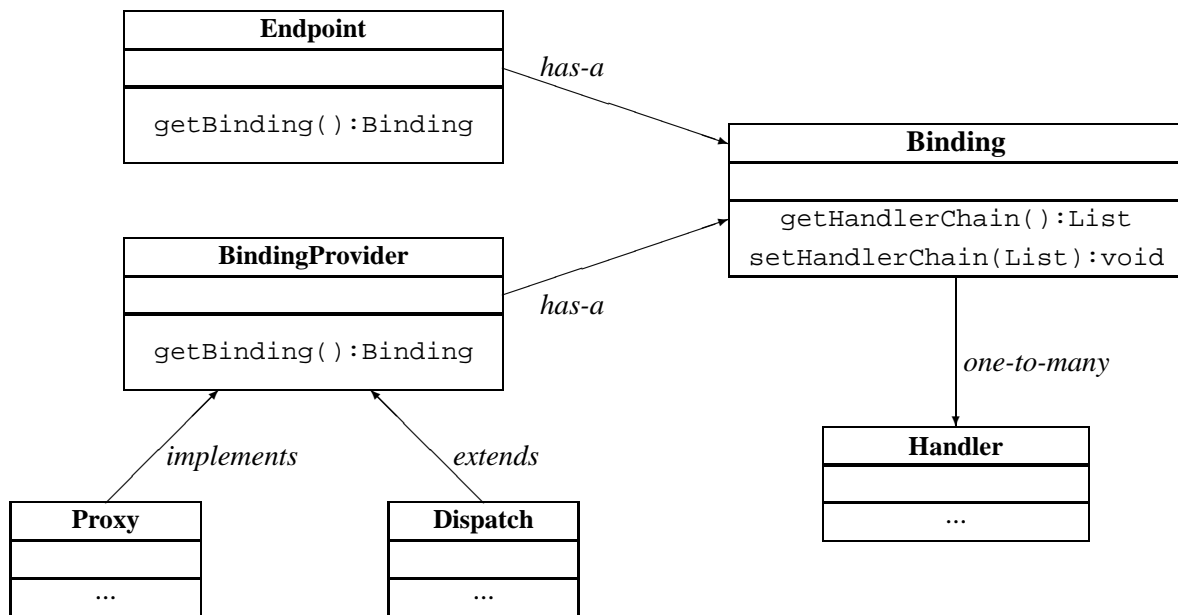 Endpoint
getBinding():Binding
has-a
Binding
getHandlerChain():List
setHandlerChain(List):void
BindingProvider
getBinding():Binding
has-a
one-to-many
implements
extends
Handler
...
Proxy
...
Dispatch
...